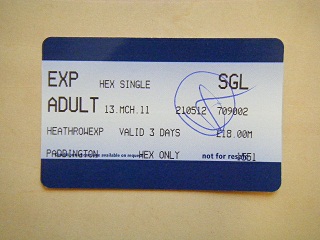 EXP HEX SINGLE SGL
ADULT 13.MCH.11 210512 709002
HEATHROWEXP VALID 3 DAYS £18.00M
PADDINGTON HEX ONLY 1551
available on request not for resale